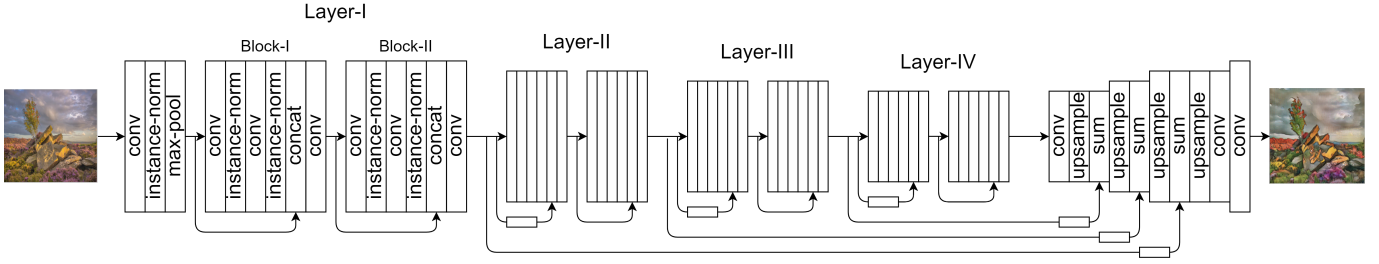 Layer-I
Block-I
Block-II
Layer-II
Layer-III
Layer-IV
conv
instance-norm
max-pool
conv
instance-norm
conv
instance-norm
concat
conv
conv
instance-norm
conv
instance-norm
concat
conv
conv
upsample
sum
upsample
sum
upsample
sum
upsample
conv
conv